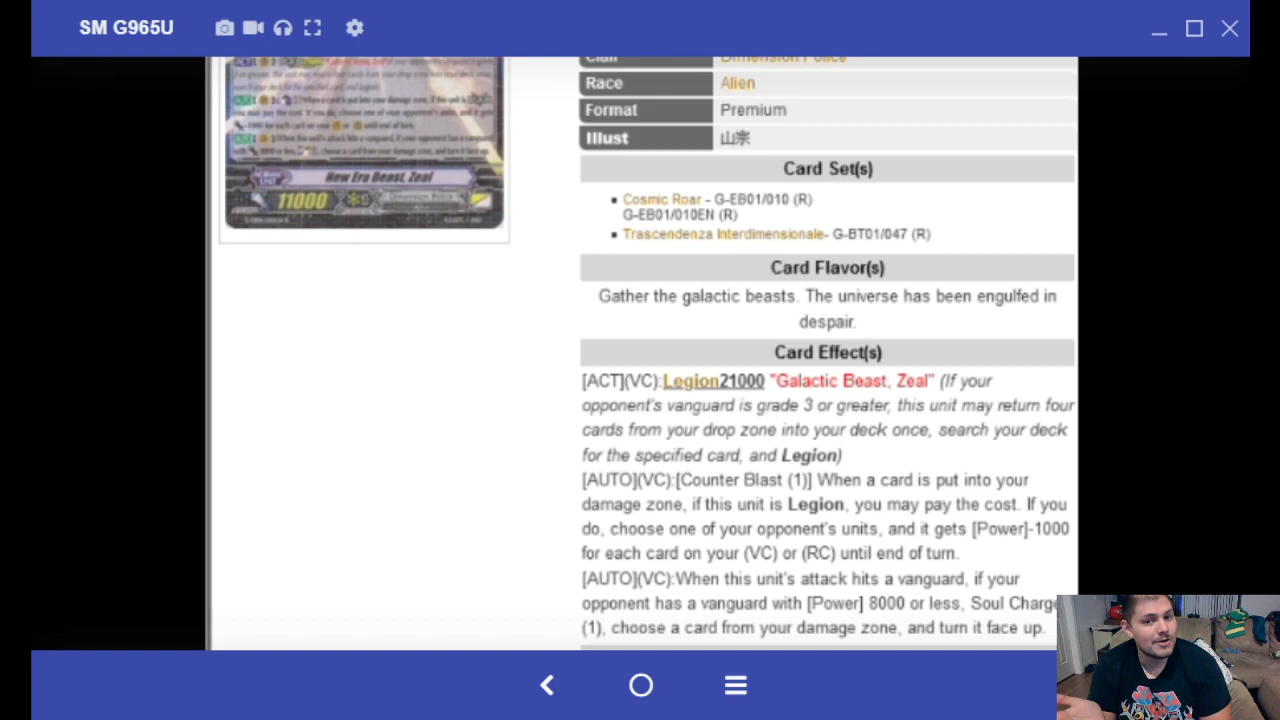 SM G965U
Clan Dimension Police
Race Alien
Format Premium
Illust 山宗
Card Set(s)
Cosmic Roar - G-EB01/010 (R)
G-EB01/010EN (R)
Trascendenza Interdimensionale- G-BT01/047 (R)
Card Flavor(s)
Gather the galactic beasts. The universe has been engulfed in
despair.
Card Effect(s)
[ACT](VC):Legion21000 "Galactic Beast, Zeal" (If your
opponent's vanguard is grade 3 or greater, this unit may return four
cards from your drop zone into your deck once, search your deck
for the specified card, and Legion)
[AUTO](VC):[Counter Blast (1)] When a card is put into your
damage zone, if this unit is Legion, you may pay the cost. If you
do, choose one of your opponent's units, and it gets [Power]-1000
for each card on your (VC) or (RC) until end of turn.
[AUTO](VC):When this unit's attack hits a vanguard, if your
opponent has a vanguard with [Power] 8000 or less, Soul Charge
(1), choose a card from your damage zone, and turn it face up.
New Era Beast, Zeal
11000
Dimension Police